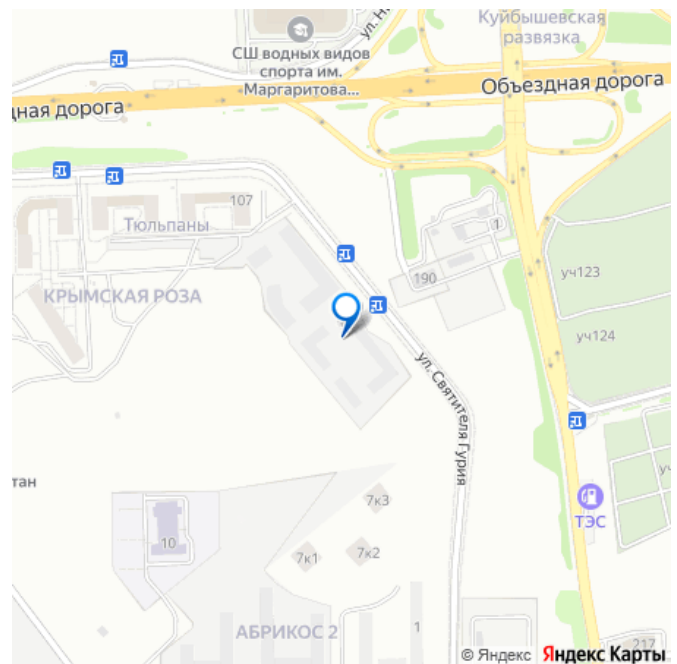 Куйбышевская
развязка
ул. Н
СШ водных видов
спорта им.
Маргаритова...
Объездная дорога
дная дорога
107
Тюльпаны
1
190
уч123
КРЫМСКАЯ РОЗА
уч124
ул. Святителя Гурия
тан
7к3
ТЭС
10
7к1
7к2
АБРИКОС 2
1
217
© Яндекс Яндекс Карты